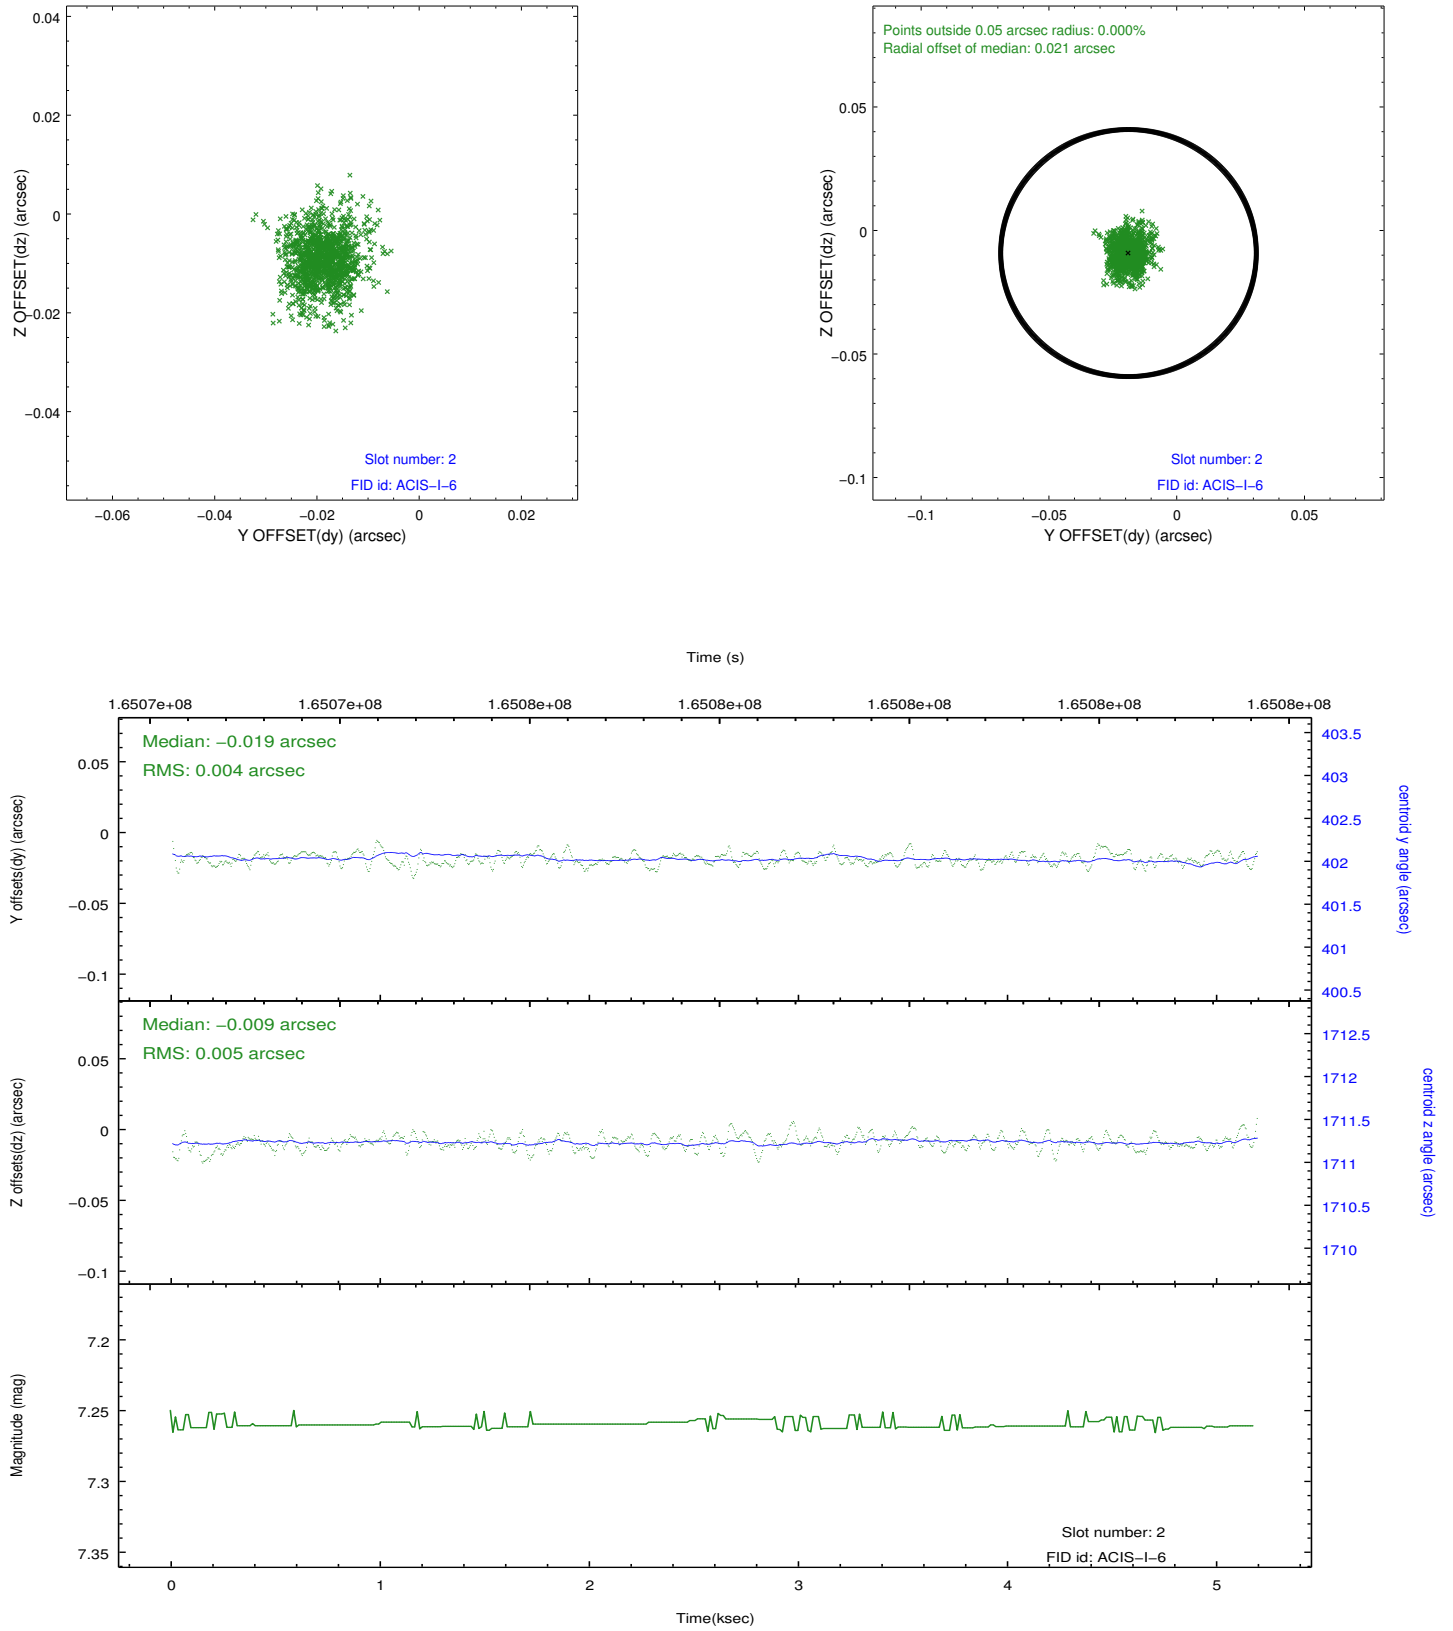 0.04
0.02
0
−0.02
−0.04
Z OFFSET(dz) (arcsec)
−0.06
−0.04
−0.02
0
0.02
Y OFFSET(dy) (arcsec)
Slot number: 2
FID id: ACIS−I−6
Points outside 0.05 arcsec radius: 0.000%
Radial offset of median: 0.021 arcsec
0.05
0
−0.05
−0.1
Z OFFSET(dz) (arcsec)
−0.1
−0.05
0
0.05
Y OFFSET(dy) (arcsec)
Slot number: 2
FID id: ACIS−I−6
Time (s)
1.6507e+08 1.6507e+08 1.6508e+08 1.6508e+08 1.6508e+08 1.6508e+08 1.6508e+08
Median: −0.019 arcsec
RMS: 0.004 arcsec
0.05
0
−0.05
−0.1
Y offsets(dy) (arcsec)
403.5
403
402.5
402
401.5
401
400.5
centroid y angle (arcsec)
Median: −0.009 arcsec
RMS: 0.005 arcsec
0.05
0
−0.05
−0.1
Z offsets(dz) (arcsec)
1712.5
1712
1711.5
1711
1710.5
1710
centroid z angle (arcsec)
7.2
7.25
7.3
7.35
Magnitude (mag)
Slot number: 2
FID id: ACIS−I−6
0 1 2 3 4 5
Time(ksec)